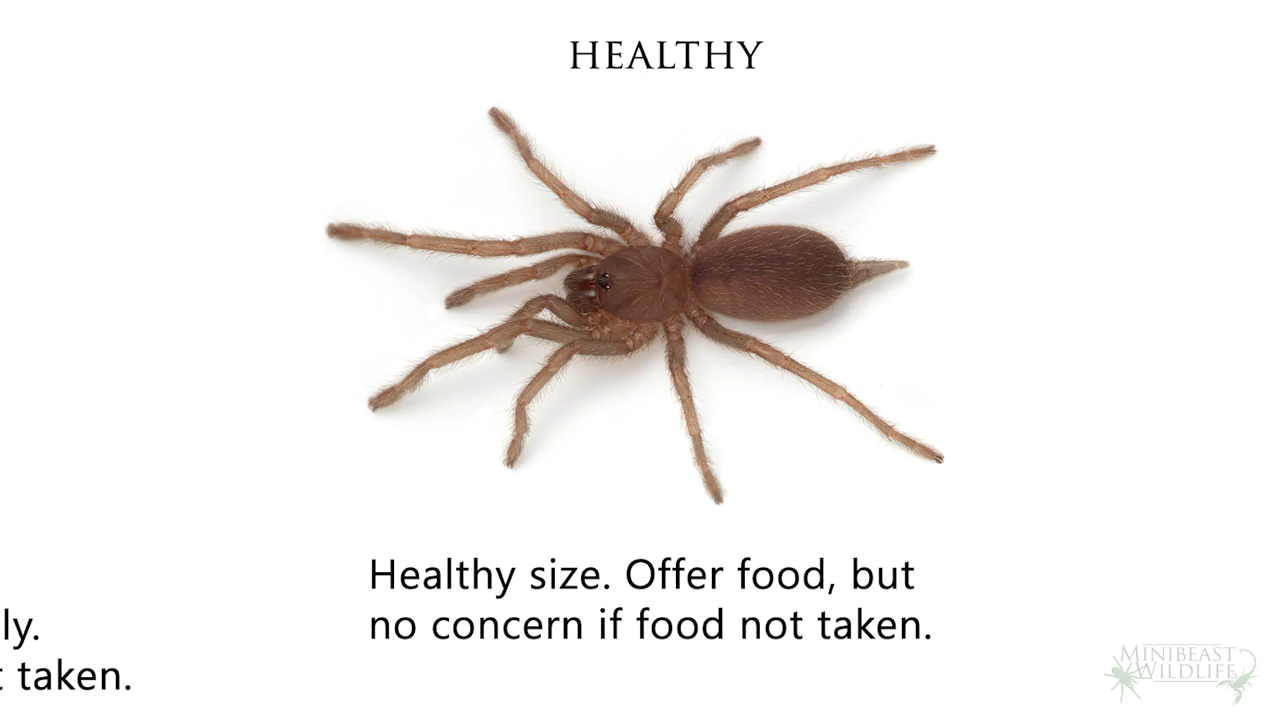 HEALTHY
Healthy size. Offer food, but
no concern if food not taken.
ly.
taken.
MINIBEAST
WILDLIFE